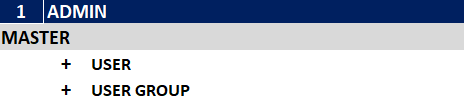 1 ADMIN
MASTER
+ USER
+ USER GROUP